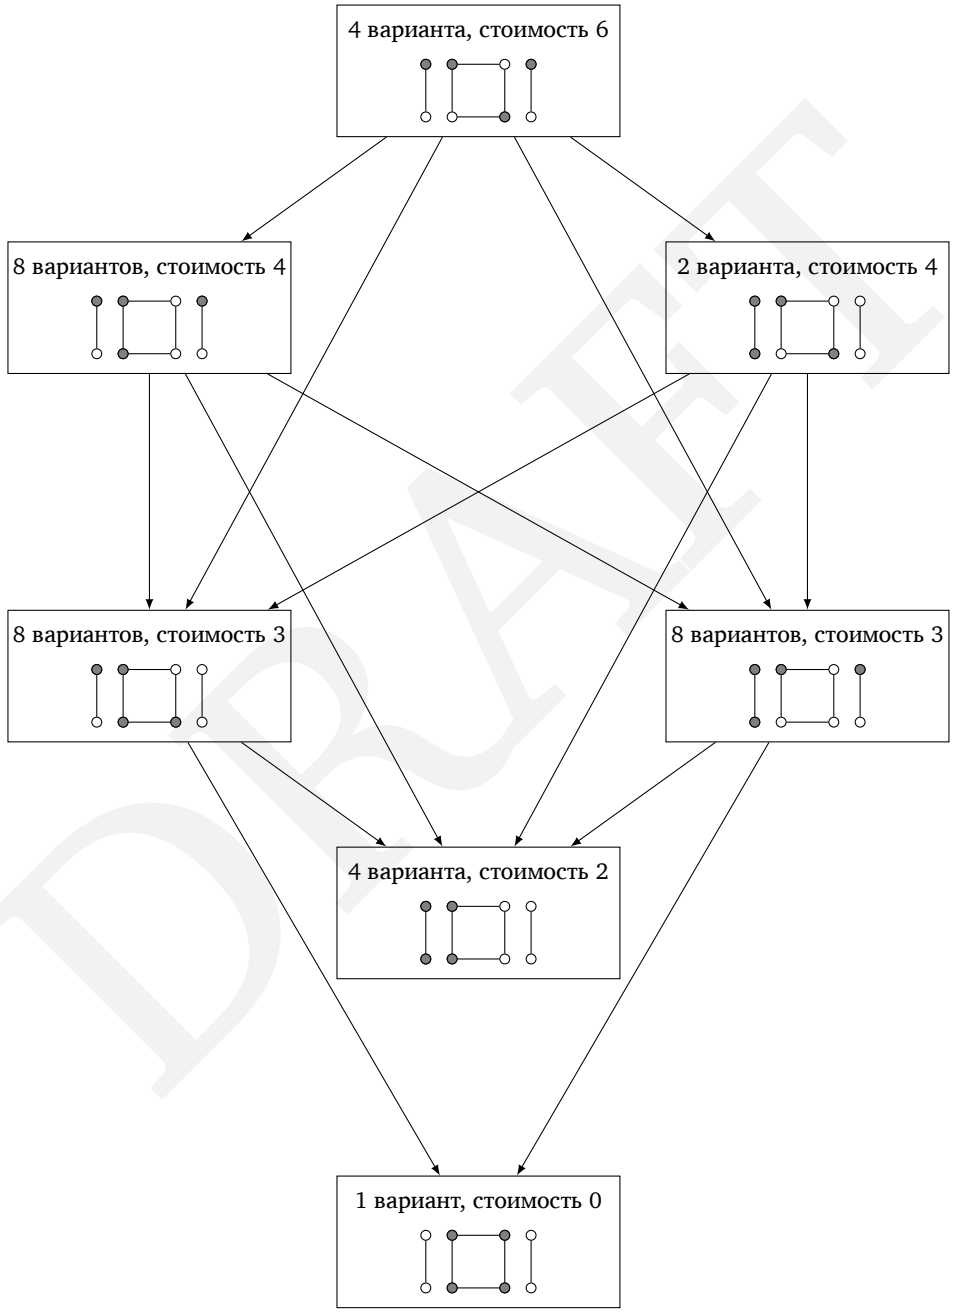 4 варианта, стоимость 6
8 вариантов, стоимость 4
2 варианта, стоимость 4
8 вариантов, стоимость 3
8 вариантов, стоимость 3
4 варианта, стоимость 2
1 вариант, стоимость 0
DRAFT